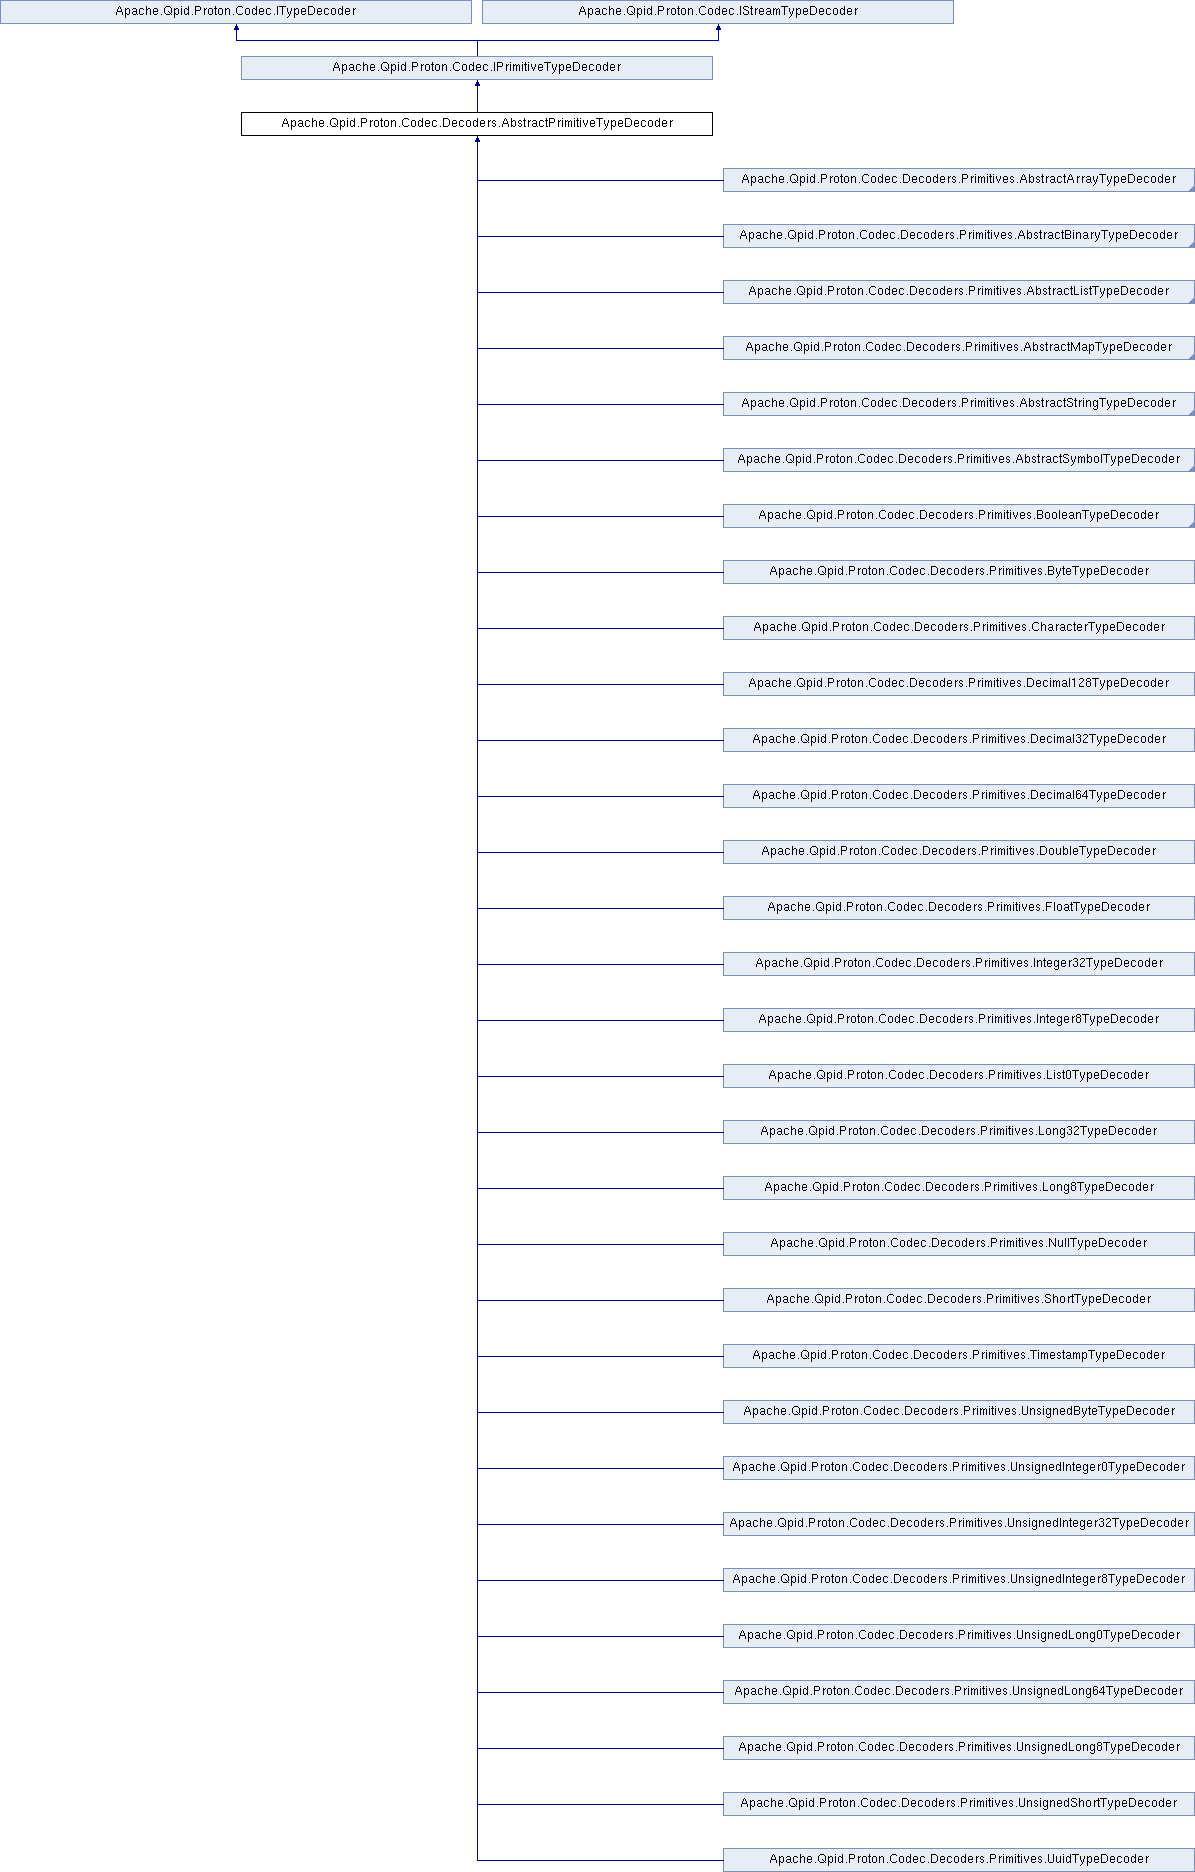 Apache.Qpid.Proton.Codec.ITypeDecoder
Apache.Qpid.Proton.Codec.IStreamTypeDecoder
Apache.Qpid.Proton.Codec.IPrimitiveTypeDecoder
Apache.Qpid.Proton.Codec.Decoders.AbstractPrimitiveTypeDecoder
Apache.Qpid.Proton.Codec.Decoders.Primitives.AbstractArrayTypeDecoder
Apache.Qpid.Proton.Codec.Decoders.Primitives.AbstractBinaryTypeDecoder
Apache.Qpid.Proton.Codec.Decoders.Primitives.AbstractListTypeDecoder
Apache.Qpid.Proton.Codec.Decoders.Primitives.AbstractMapTypeDecoder
Apache.Qpid.Proton.Codec.Decoders.Primitives.AbstractStringTypeDecoder
Apache.Qpid.Proton.Codec.Decoders.Primitives.AbstractSymbolTypeDecoder
Apache.Qpid.Proton.Codec.Decoders.Primitives.BooleanTypeDecoder
Apache.Qpid.Proton.Codec.Decoders.Primitives.ByteTypeDecoder
Apache.Qpid.Proton.Codec.Decoders.Primitives.CharacterTypeDecoder
Apache.Qpid.Proton.Codec.Decoders.Primitives.Decimal128TypeDecoder
Apache.Qpid.Proton.Codec.Decoders.Primitives.Decimal32TypeDecoder
Apache.Qpid.Proton.Codec.Decoders.Primitives.Decimal64TypeDecoder
Apache.Qpid.Proton.Codec.Decoders.Primitives.DoubleTypeDecoder
Apache.Qpid.Proton.Codec.Decoders.Primitives.FloatTypeDecoder
Apache.Qpid.Proton.Codec.Decoders.Primitives.Integer32TypeDecoder
Apache.Qpid.Proton.Codec.Decoders.Primitives.Integer8TypeDecoder
Apache.Qpid.Proton.Codec.Decoders.Primitives.List0TypeDecoder
Apache.Qpid.Proton.Codec.Decoders.Primitives.Long32TypeDecoder
Apache.Qpid.Proton.Codec.Decoders.Primitives.Long8TypeDecoder
Apache.Qpid.Proton.Codec.Decoders.Primitives.NullTypeDecoder
Apache.Qpid.Proton.Codec.Decoders.Primitives.ShortTypeDecoder
Apache.Qpid.Proton.Codec.Decoders.Primitives.TimestampTypeDecoder
Apache.Qpid.Proton.Codec.Decoders.Primitives.UnsignedByteTypeDecoder
Apache.Qpid.Proton.Codec.Decoders.Primitives.UnsignedInteger0TypeDecoder
Apache.Qpid.Proton.Codec.Decoders.Primitives.UnsignedInteger32TypeDecoder
Apache.Qpid.Proton.Codec.Decoders.Primitives.UnsignedInteger8TypeDecoder
Apache.Qpid.Proton.Codec.Decoders.Primitives.UnsignedLong0TypeDecoder
Apache.Qpid.Proton.Codec.Decoders.Primitives.UnsignedLong64TypeDecoder
Apache.Qpid.Proton.Codec.Decoders.Primitives.UnsignedLong8TypeDecoder
Apache.Qpid.Proton.Codec.Decoders.Primitives.UnsignedShortTypeDecoder
Apache.Qpid.Proton.Codec.Decoders.Primitives.UuidTypeDecoder